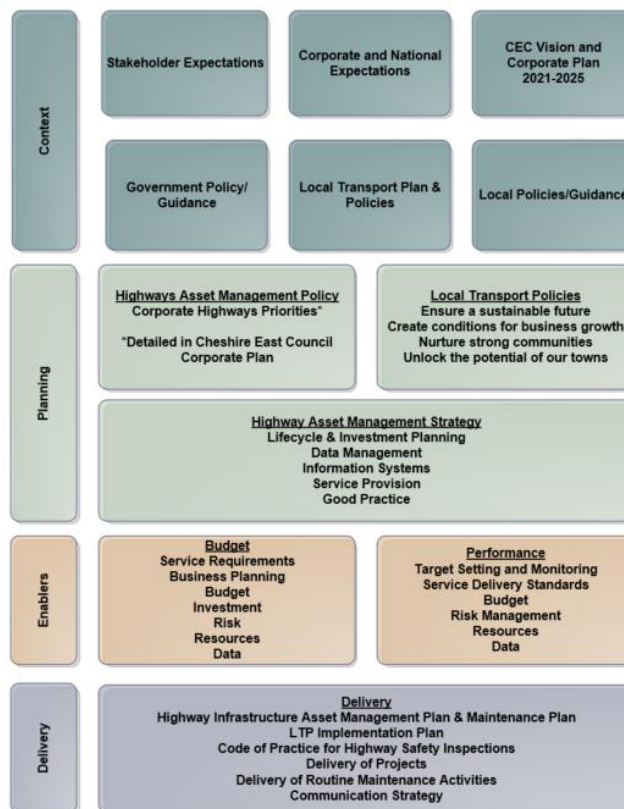 Context
Stakeholder Expectations
Corporate and National
Expectations
CEC Vision and
Corporate Plan
2021-2025
Government Policy/
Guidance
Local Transport Plan &
Policies
Local Policies/Guidance
Planning
Highways Asset Management Policy
Corporate Highways Priorities"
"Detailed in Cheshire East Council
Corporate Plan
Local Transport Policies
Ensure a sustainable future
Create conditions for business growth
Nurture strong communities
Unlock the potential of our towns
Highway Asset Management Strategy
Lifecycle & Investment Planning
Data Management
Information Systems
Service Provision
Good Practice
Enablers
Budget
Service Requirements
Business Planning
Budget
Investment
Risk
Resources
Data
Performance
Target Setting and Monitoring
Service Delivery Standards
Budget
Risk Management
Resources
Data
Delivery
Delivery
Highway Infrastructure Asset Management Plan & Maintenance Plan
LTP Implementation Plan
Code of Practice for Highway Safety Inspections
Delivery of Projects
Delivery of Routine Maintenance Activities
Communication Strategy